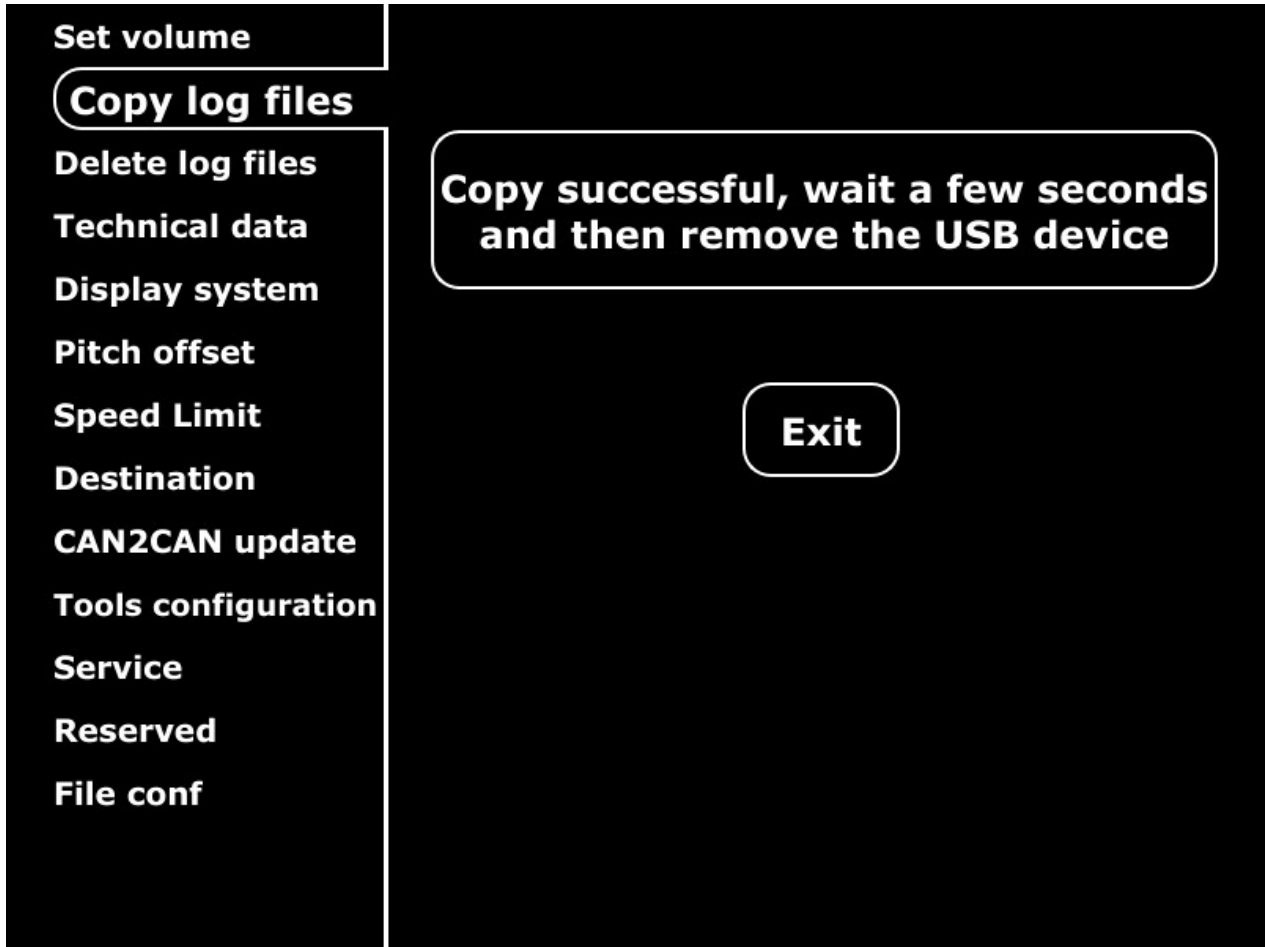 Set volume
Copy log files
Delete log files
Technical data
Display system
Pitch offset
Speed Limit
Destination
CAN2CAN update
Tools configuration
Service
Reserved
File conf
Copy successful, wait a few seconds
and then remove the USB device
Exit